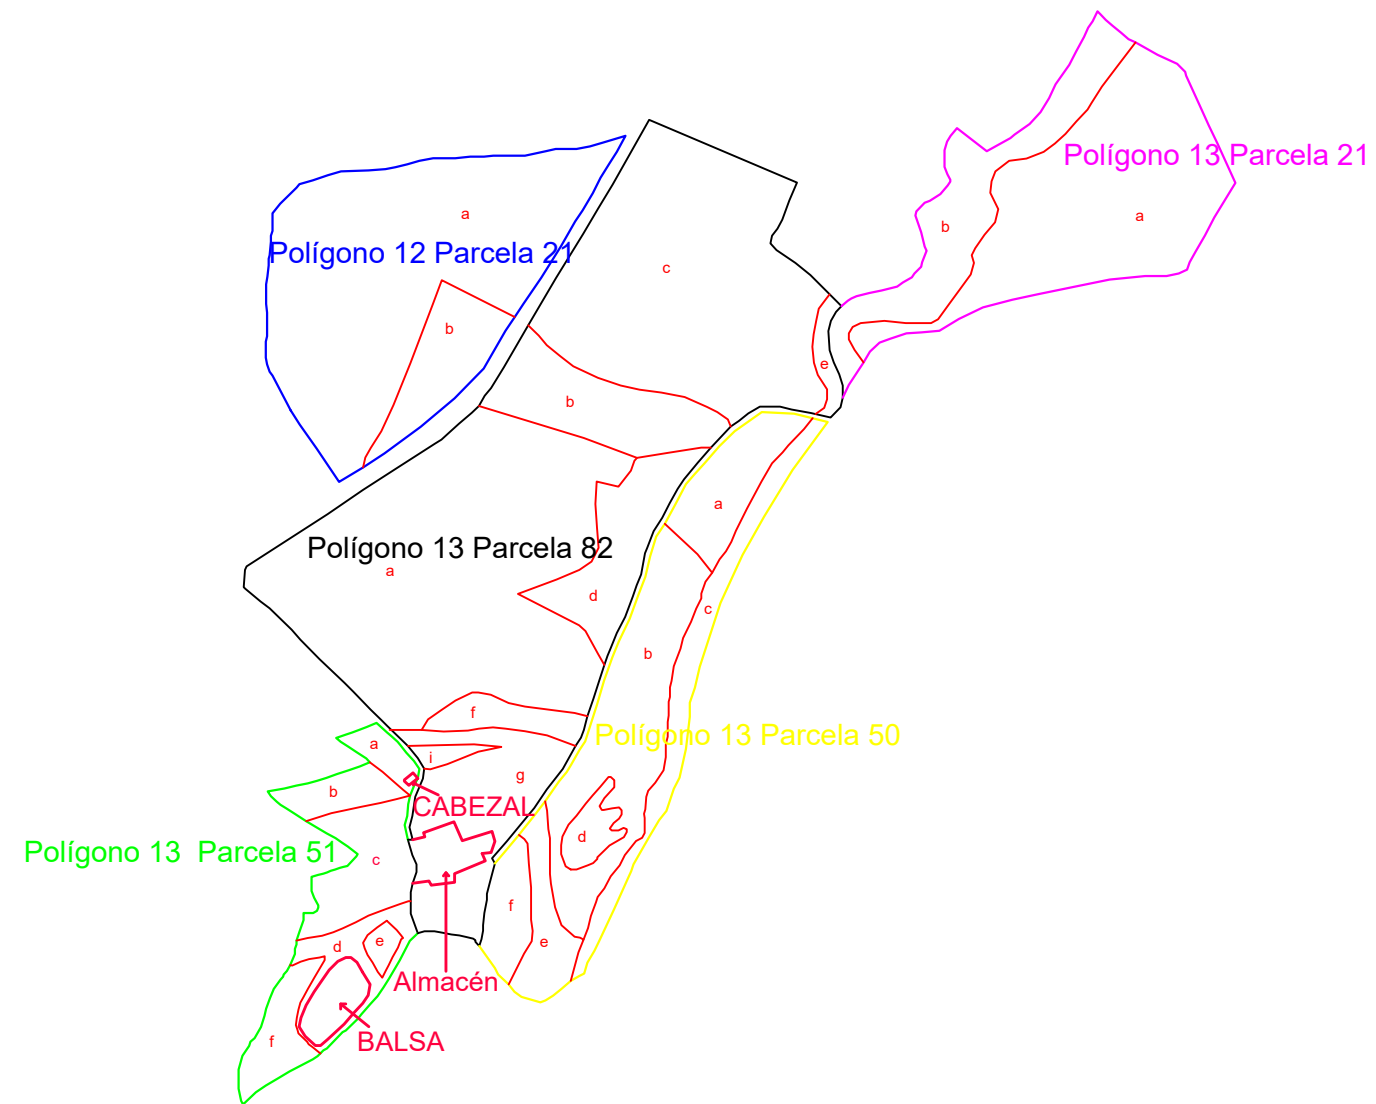 Polígono 13 Parcela 21
a
b
a
Polígono 12 Parcela 21
b
c
e
b
a
Polígono 13 Parcela 82
a
d
c
b
f
Polígono 13 Parcela 50
a
i
g
b
CABEZAL
d
Polígono 13  Parcela 51
c
f
d
e
e
Almacén
f
BALSA